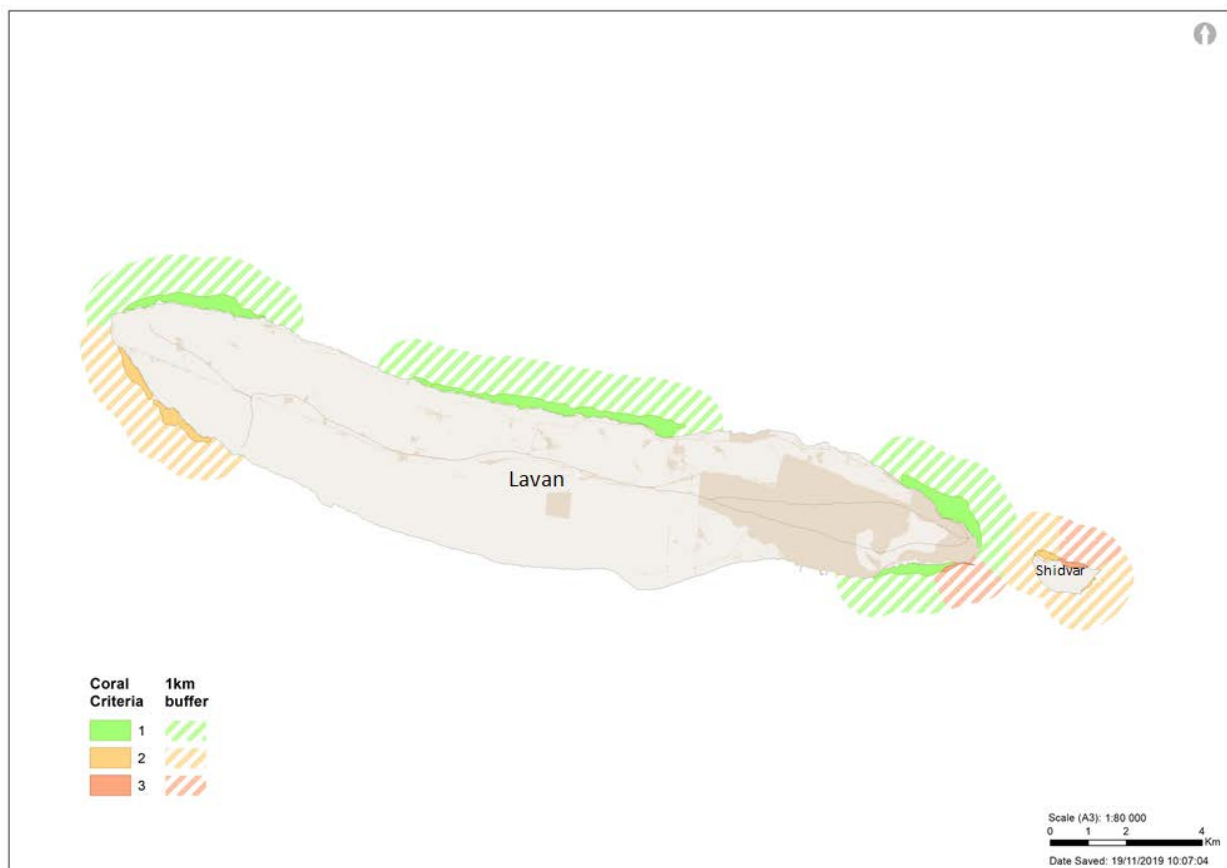 Lavan
Shidvar
Coral Criteria
1km buffer
1
2
3
Scale (A3): 1:80 000
0 1 2 4
Km
Date Saved: 19/11/2019 10:07:04